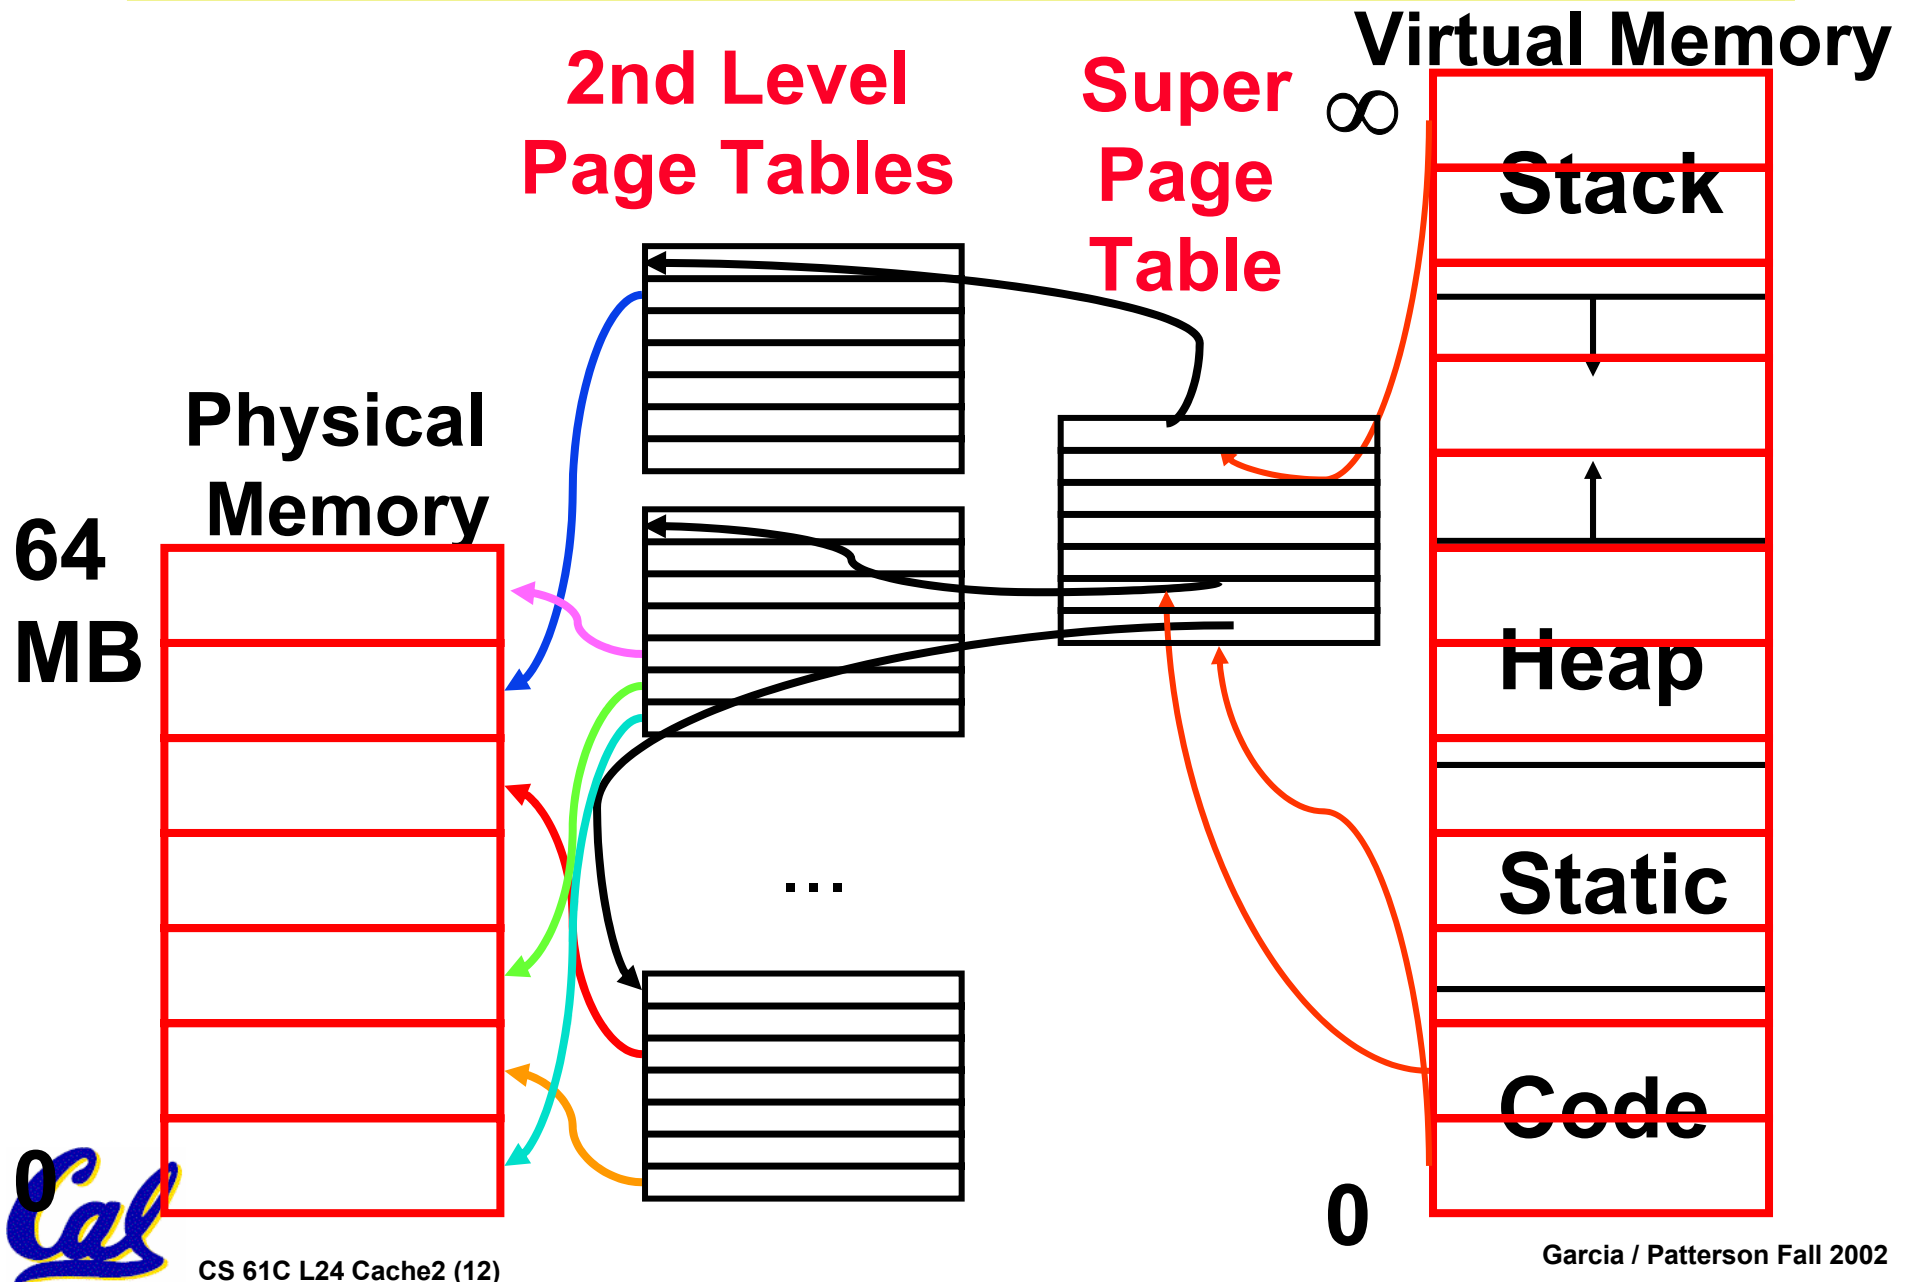 Virtual Memory
2nd Level
Page Tables
Super
Page
Table
∞
Stack
Physical
Memory
64
MB
Heap
...
Static
Code
0
Cal
0
CS 61C L24 Cache2 (12)
Garcia / Patterson Fall 2002